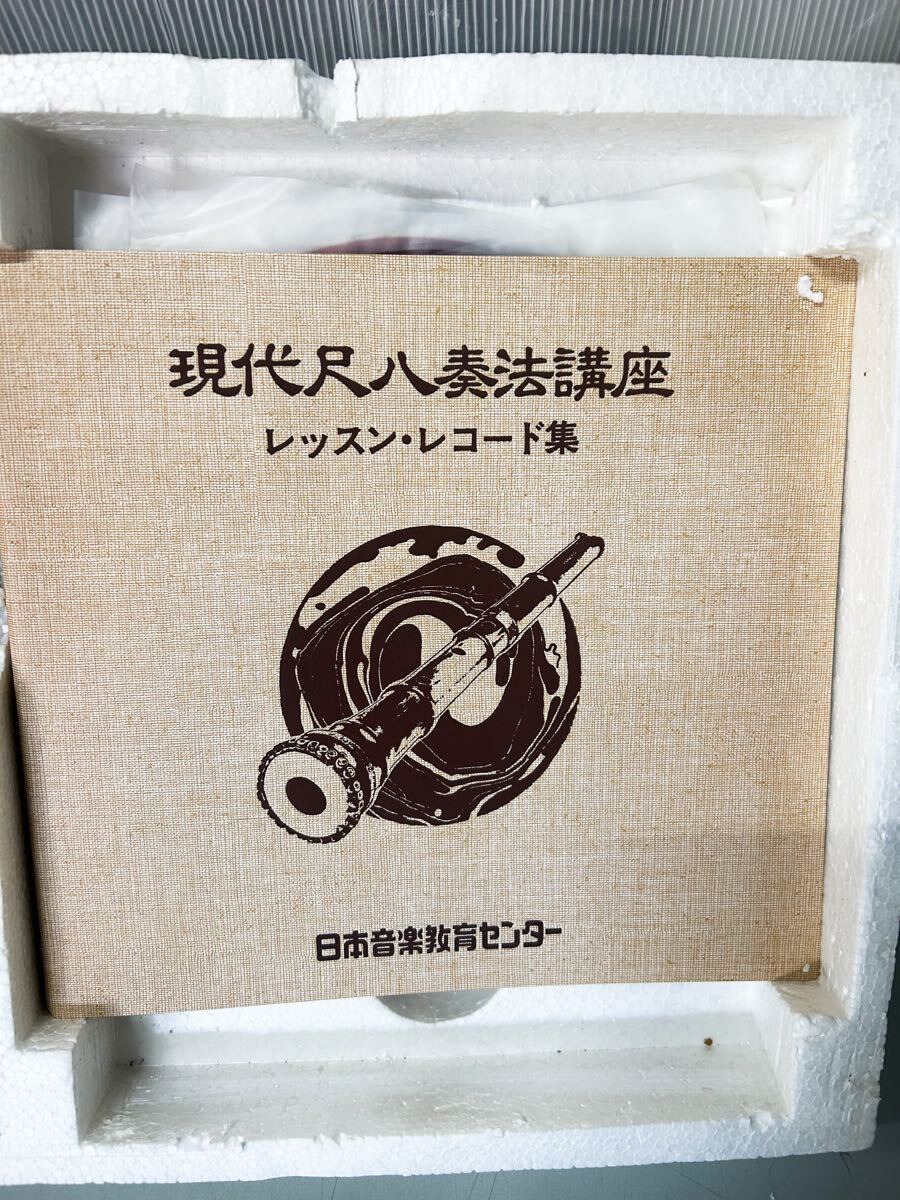 現代尺八奏法講座
レッスン・レコード集
日本音楽教育センター